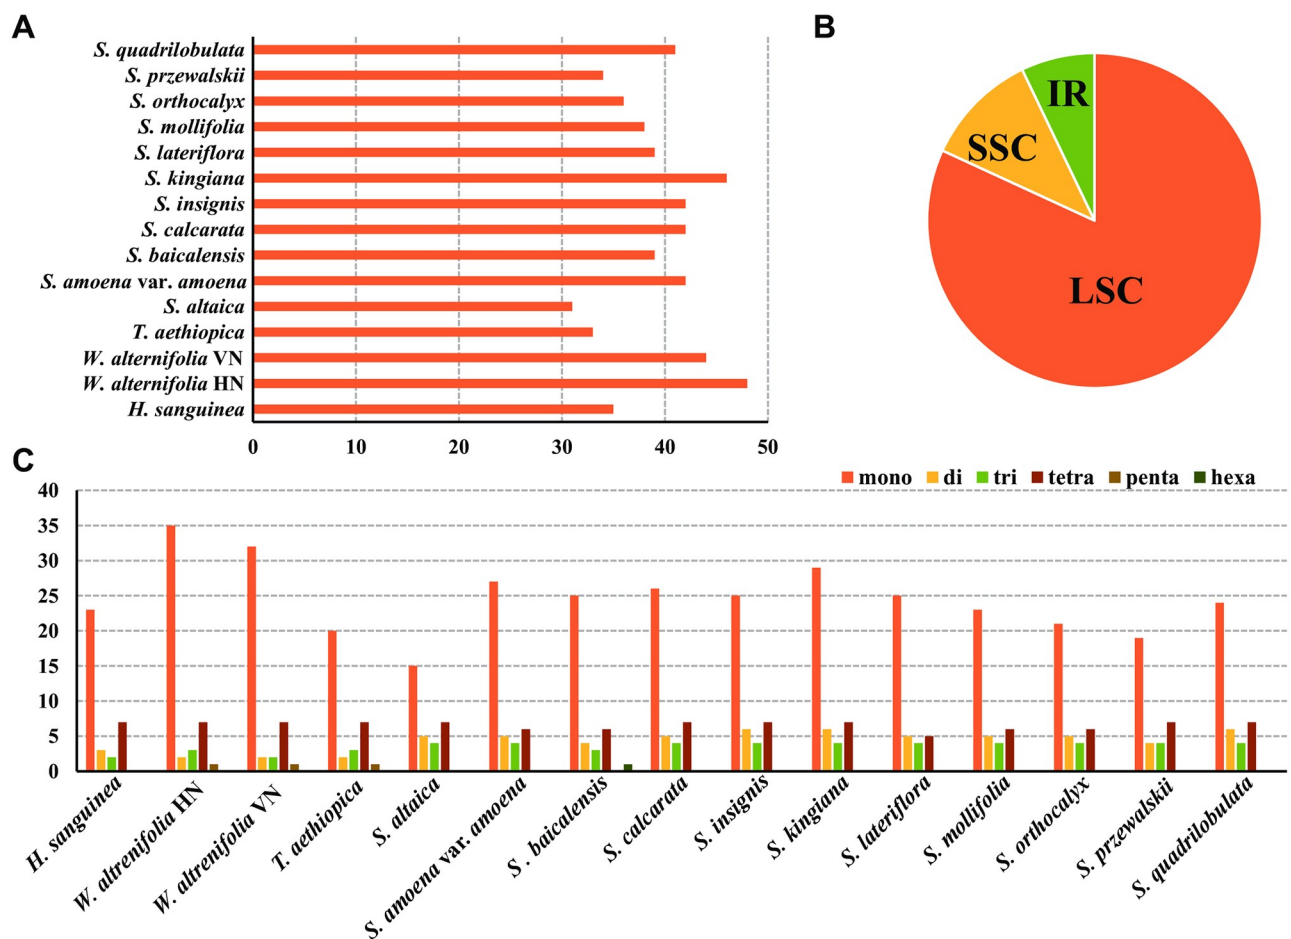 A
S. quadrilobulata
S. przewalskii
S. orthocalyx
S. mollifolia
S. lateriflora
S. kingiana
S. insignis
S. calcarata
S. baicalensis
S. amoena var. amoena
S. altaica
T. aethiopica
W. alternifolia VN
W. alternifolia HN
H. sanguinea
0 10 20 30 40 50
B
IR
SSC
LSC
C
mono di tri tetra penta hexa
40
35
30
25
20
15
10
5
0
H. sanguinea
W. altrenifolia HN
W. altrenifolia VN
T. aethiopica
S. altaica
S. amoena var. amoena
S . baicalensis
S. calcarata
S. insignis
S. kingiana
S. lateriflora
S. mollifolia
S. orthocalyx
S. przewalskii
S. quadrilobulata